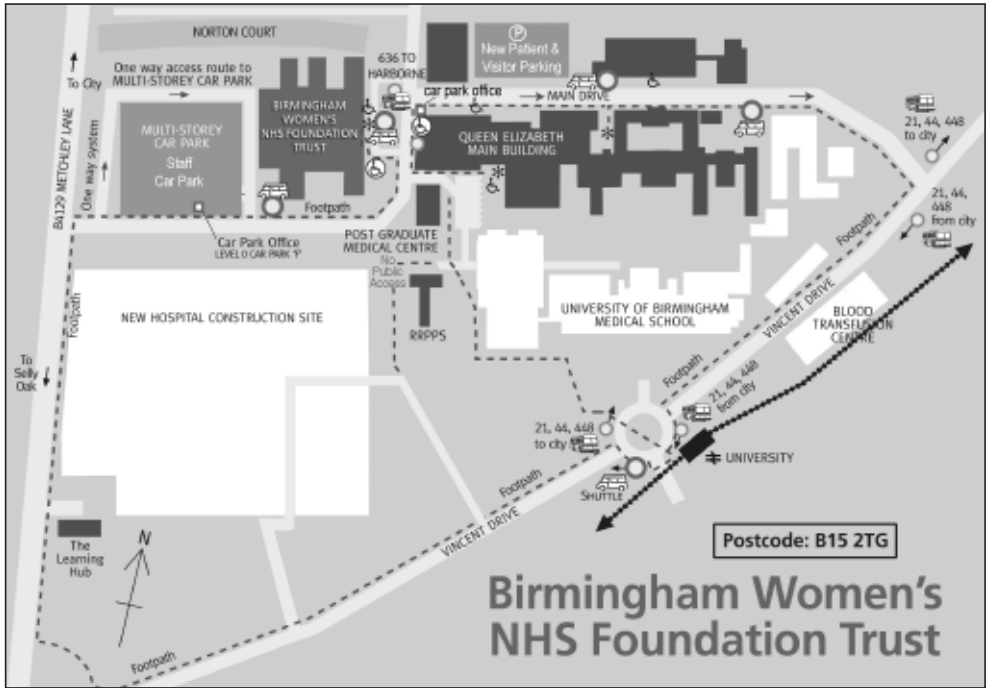 NORTON COURT
P
New Patient &
Visitor Parking
636 TO
HARBORNE
One way access route to
MULTI-STOREY CAR PARK
To City
car park office
MAIN DRIVE
BIRMINGHAM
WOMEN'S
NHS FOUNDATION
TRUST
21, 44, 448
to city
B4129 METCHLEY LANE
One way system
MULTI-STOREY
CAR PARK
Staff
Car Park
QUEEN ELIZABETH
MAIN BUILDING
21, 44,
448
from city
Footpath
Footpath
Car Park Office
LEVEL 0 CAR PARK 'P'
POST GRADUATE
MEDICAL CENTRE
No
Public
Access
Footpath
NEW HOSPITAL CONSTRUCTION SITE
RRPPS
UNIVERSITY OF BIRMINGHAM
MEDICAL SCHOOL
VINCENT DRIVE
BLOOD
TRANSFUSION
CENTRE
To
Selly
Oak
Footpath
21, 44, 448
from city
21, 44, 448
to city
UNIVERSITY
SHUTTLE
Footpath
VINCENT DRIVE
The
Learning
Hub
N
Postcode: B15 2TG
Birmingham Women's
NHS Foundation Trust
Footpath